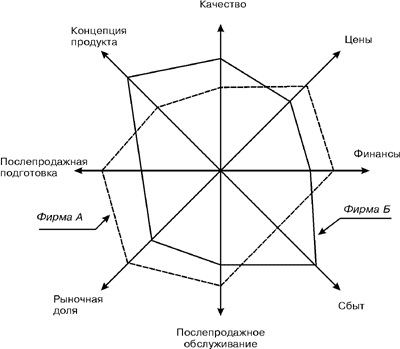 Качество
Концепция
продукта
Цены
Послепродажная
подготовка
Финансы
Фирма А
Фирма Б
Рыночная
доля
Сбыт
Послепродажное
обслуживание